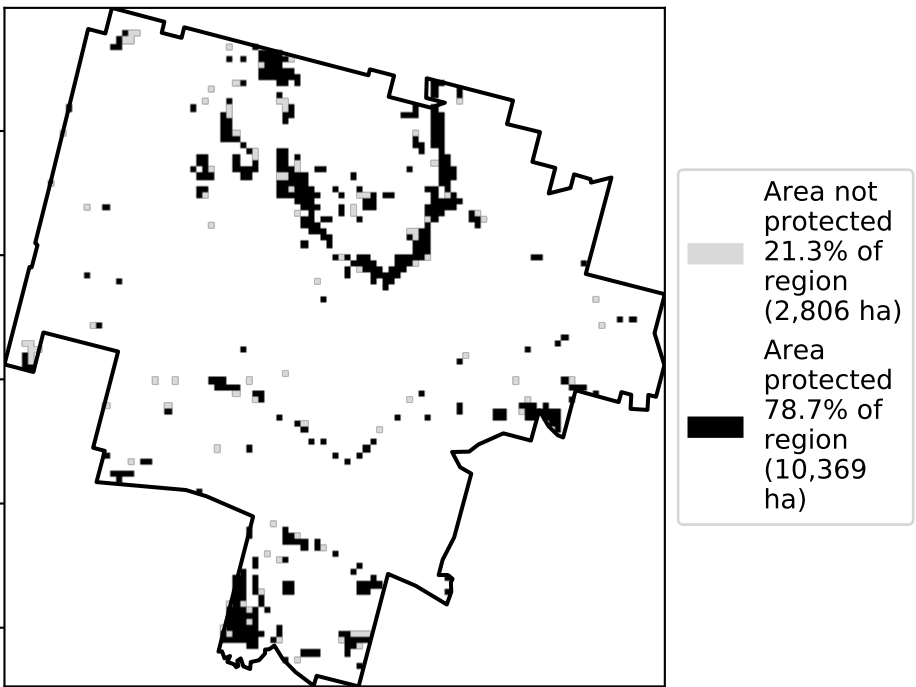 Area not
protected
21.3% of
region
(2,806 ha)
Area
protected
78.7% of
region
(10,369
ha)